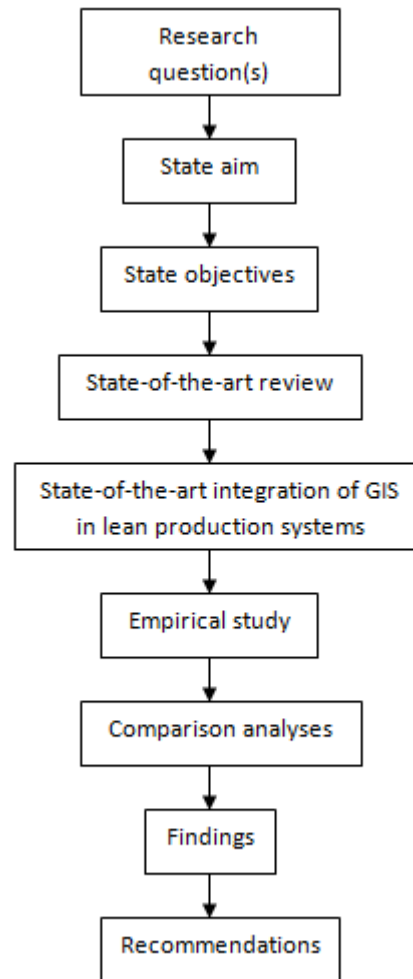 Research
question(s)
State aim
State objectives
State-of-the-art review
State-of-the-art integration of GIS
in lean production systems
Empirical study
Comparison analyses
Findings
Recommendations